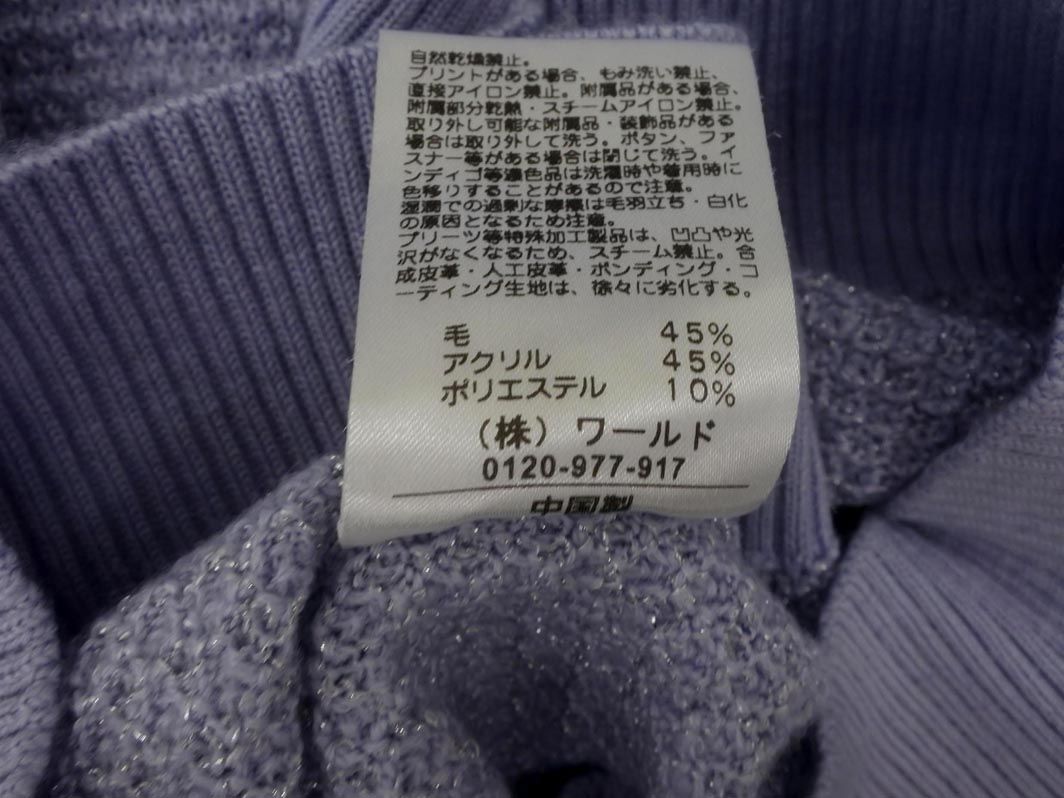 自然乾燥禁止。
プリントがある場合、もみ洗い禁止、
直接アイロン禁止。附属品がある場合、
附属部分乾熱・スチームアイロン禁止。
取り外し可能な附属品・装飾品がある
場合は取り外して洗う。ボタン、ファ
スナー等がある場合は閉じて洗う。イ
ンディゴ等濃色品は洗濯時や着用時に
色移りすることがあるので注意。
湿潤での過剰な摩擦は毛羽立ち・白化
の原因となるため注意。
プリーツ等特殊加工製品は、凹凸や光
沢がなくなるため、スチーム禁止。合
成皮革・人工皮革・ボンディング・コ
ーティング生地は、徐々に劣化する。
毛 45%
アクリル 45%
ポリエステル 10%
(株) ワールド
0120-977-917
中国製